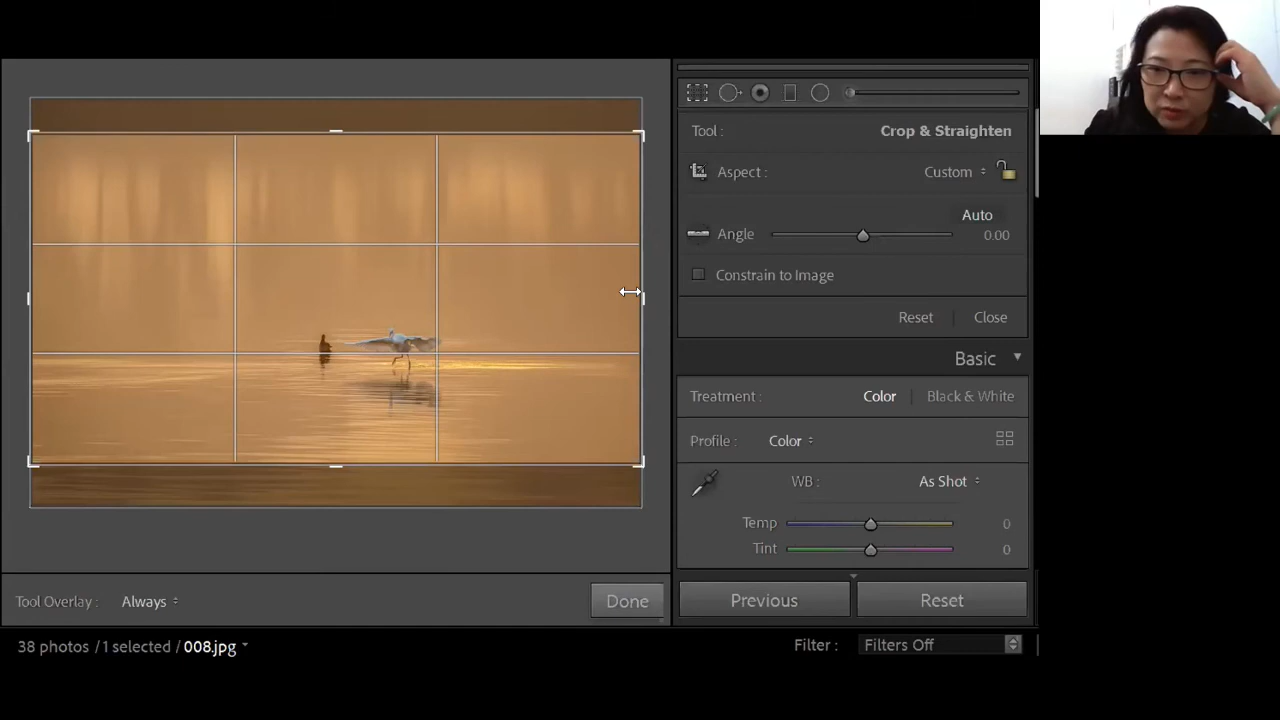 Tool :
Crop & Straighten
Aspect :
Custom
Auto
Angle
0.00
Constrain to Image
Reset
Close
Basic
Treatment :
Color
Black & White
Profile :
Color
WB :
As Shot
Temp
0
Tint
0
Tool Overlay :
Always
Done
Previous
Reset
38 photos / 1 selected / 008.jpg
Filter :
Filters Off